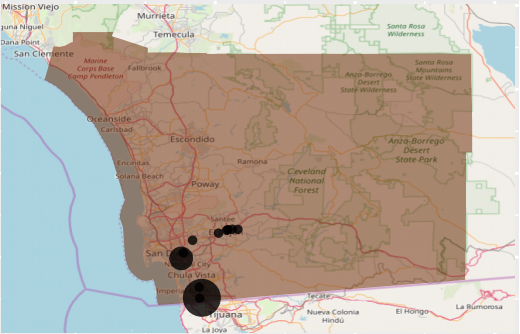 Mission Viejo
guna Niguel
Dana Point
San Clemente
Murrieta
Temecula
Santa Rosa
Wilderness
Marine
Corps Base
Camp Pendleton
Fallbrook
Santa Rosa
Mountains
State Wilderness
Anza-Borrego
Desert
State Wilderness
Oceanside
Carlsbad
Escondido
Anza-Borrego
Desert
State Park
Encinitas
Solana Beach
Ramona
Cleveland
National
Forest
Poway
Santee
San D
City
Chula Vista
Imperia
Tijuana
La Joya
Tecate
Nueva Colonia
Hindú
El Hongo
La Rumorosa